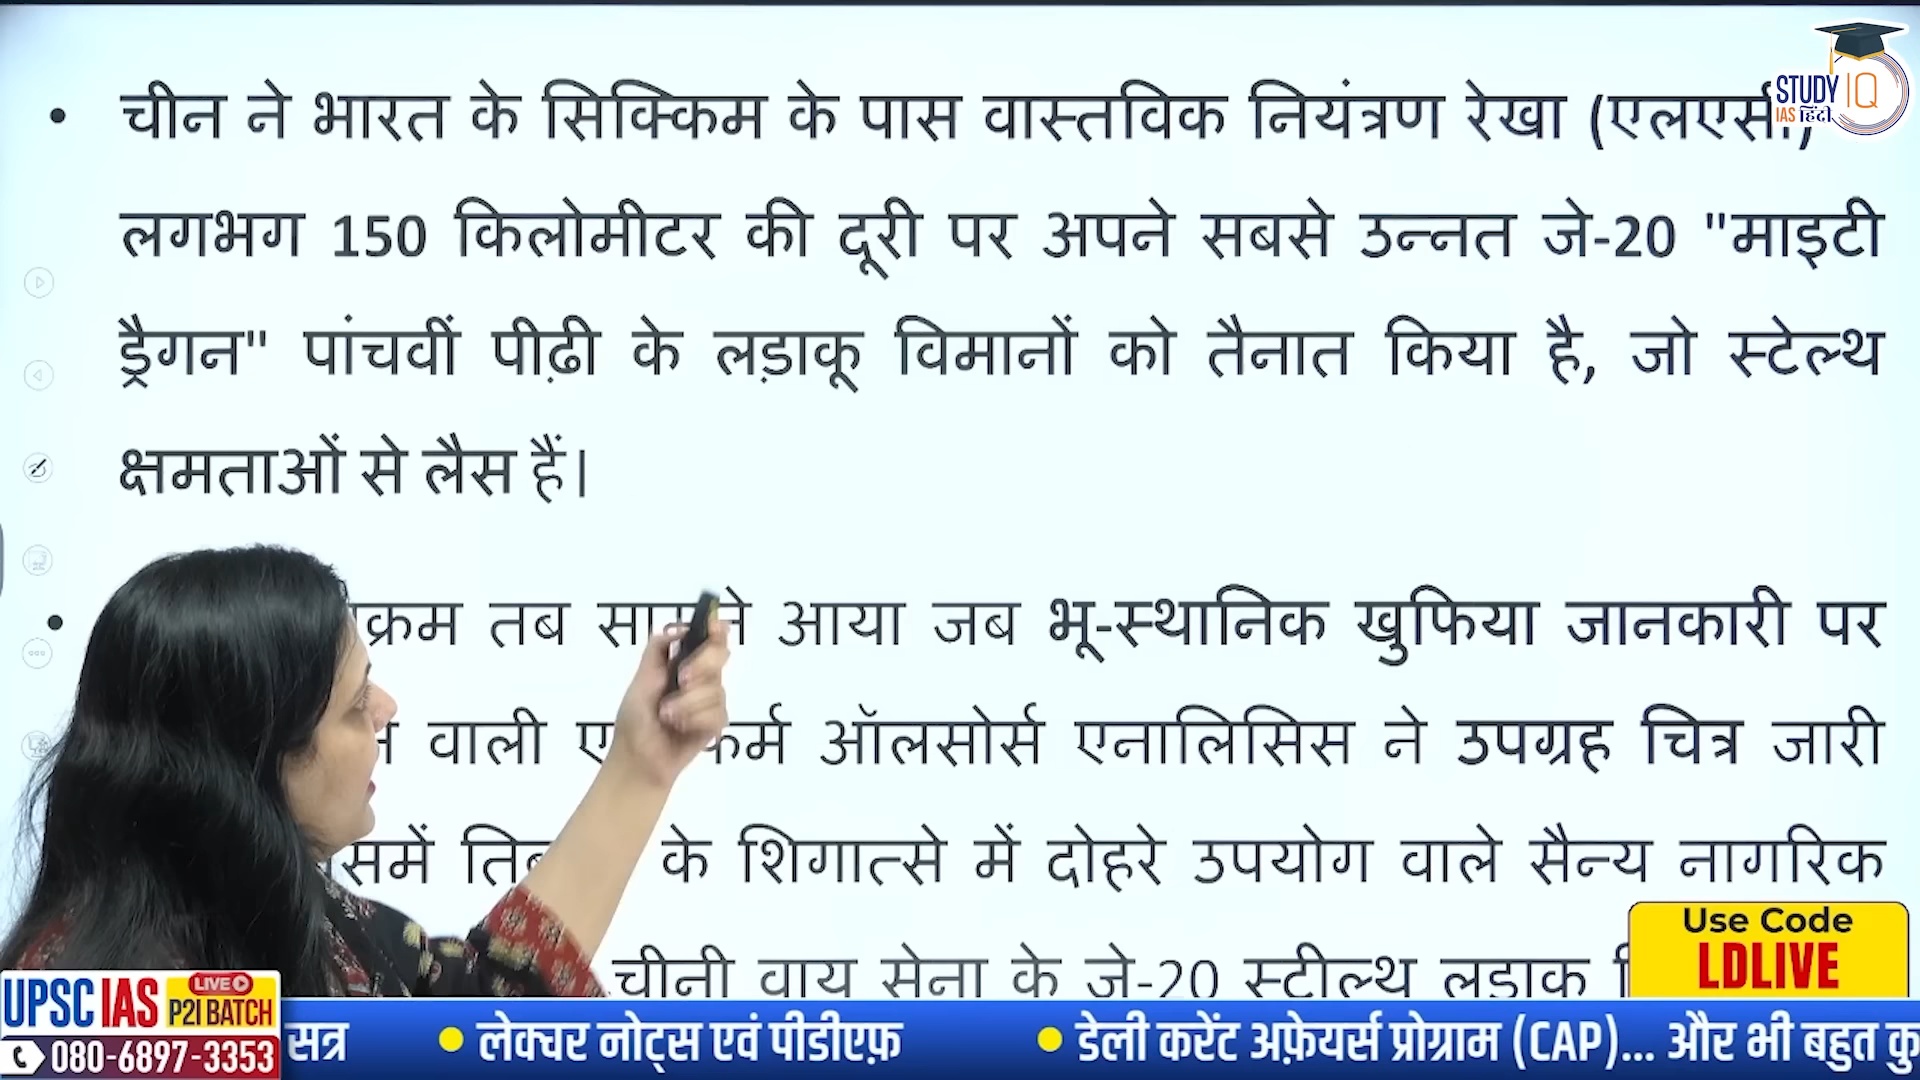 • चीन ने भारत के सिक्किम के पास वास्तविक नियंत्रण रेखा (एलएसी)
लगभग 150 किलोमीटर की दूरी पर अपने सबसे उन्नत जे-20 "माइटी
ड्रैगन" पांचवीं पीढ़ी के लड़ाकू विमानों को तैनात किया है, जो स्टेल्थ
क्षमताओं से लैस हैं।
• क्रम तब सामने आया जब भू-स्थानिक खुफिया जानकारी पर
वाली फर्म ऑलसोर्स एनालिसिस ने उपग्रह चित्र जारी
के शिगात्से में दोहरे उपयोग वाले सैन्य नागरिक
चीनी वायु सेना के जे-20 स्टील्थ लड़ाकू
STUDY IQ
IAS हिंदी
Use Code
LDLIVE
UPSC IAS
LIVE
P2I BATCH
080-6897-3353
सत्र • लेक्चर नोट्स एवं पीडीएफ़ • डेली करेंट अफ़ेयर्स प्रोग्राम (CAP)... और भी बहुत कु